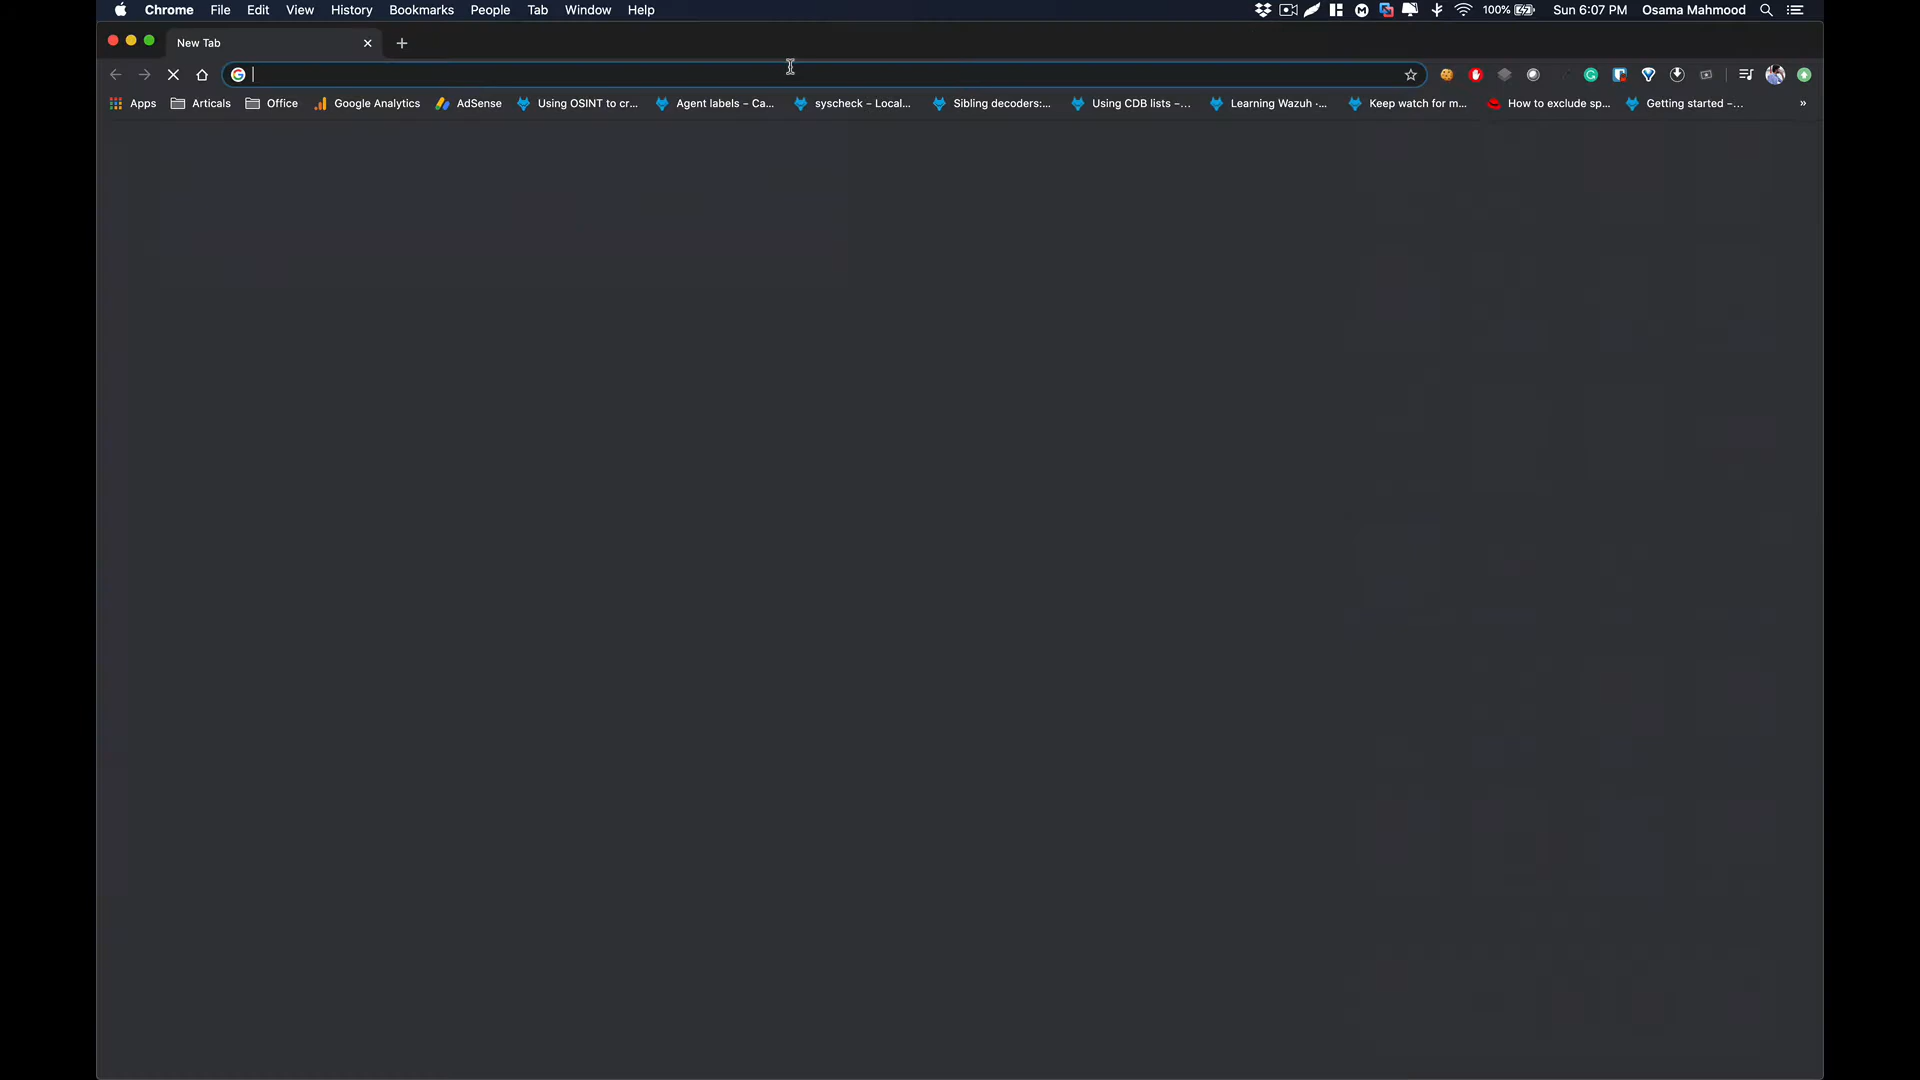 Chrome File Edit View History Bookmarks People Tab Window Help 100% Sun 6:07 PM Osama Mahmood
New Tab
Apps Articals Office Google Analytics AdSense Using OSINT to cr... Agent labels – Ca... syscheck – Local... Sibling decoders:... Using CDB lists –... Learning Wazuh ·... Keep watch for m... How to exclude sp... Getting started –... »